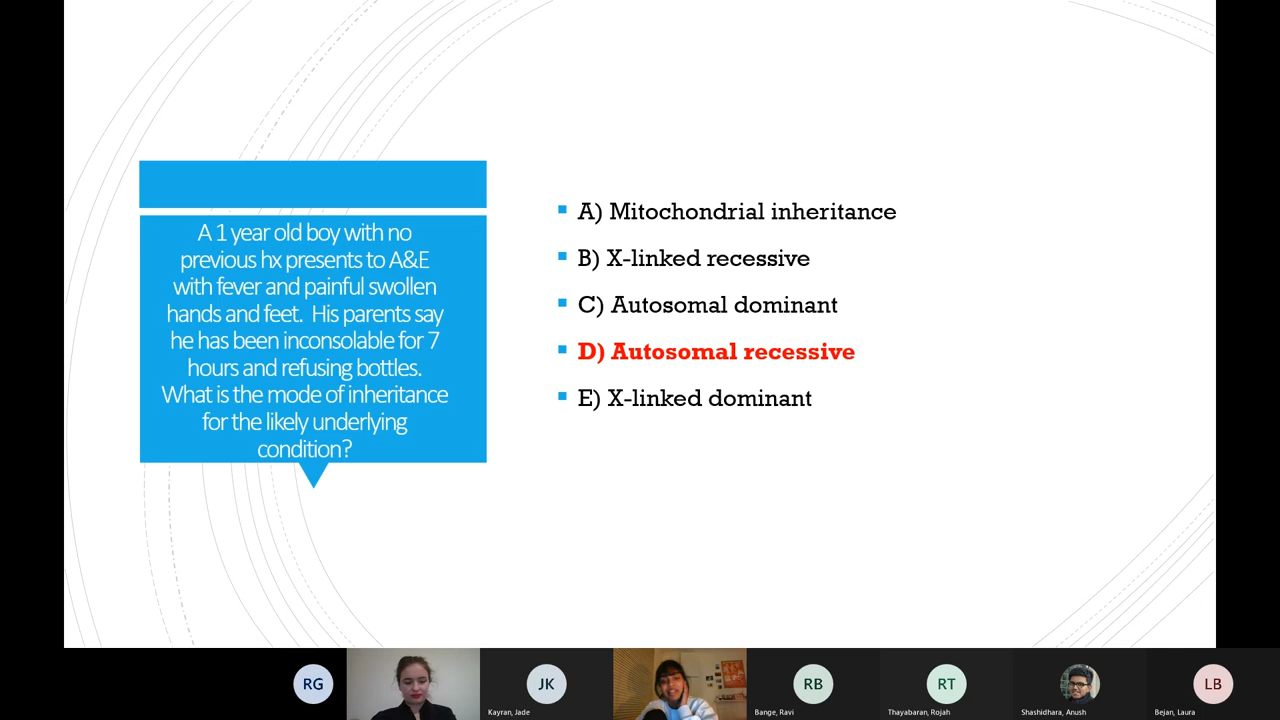 A 1 year old boy with no
previous hx presents to A&E
with fever and painful swollen
hands and feet. His parents say
he has been inconsolable for 7
hours and refusing bottles.
What is the mode of inheritance
for the likely underlying
condition?
A) Mitochondrial inheritance
B) X-linked recessive
C) Autosomal dominant
D) Autosomal recessive
E) X-linked dominant
RG
JK
RB
RT
LB
Kayran, Jade
Bange, Ravi
Thayabaran, Rojah
Shashidhara, Anush
Bejan, Laura